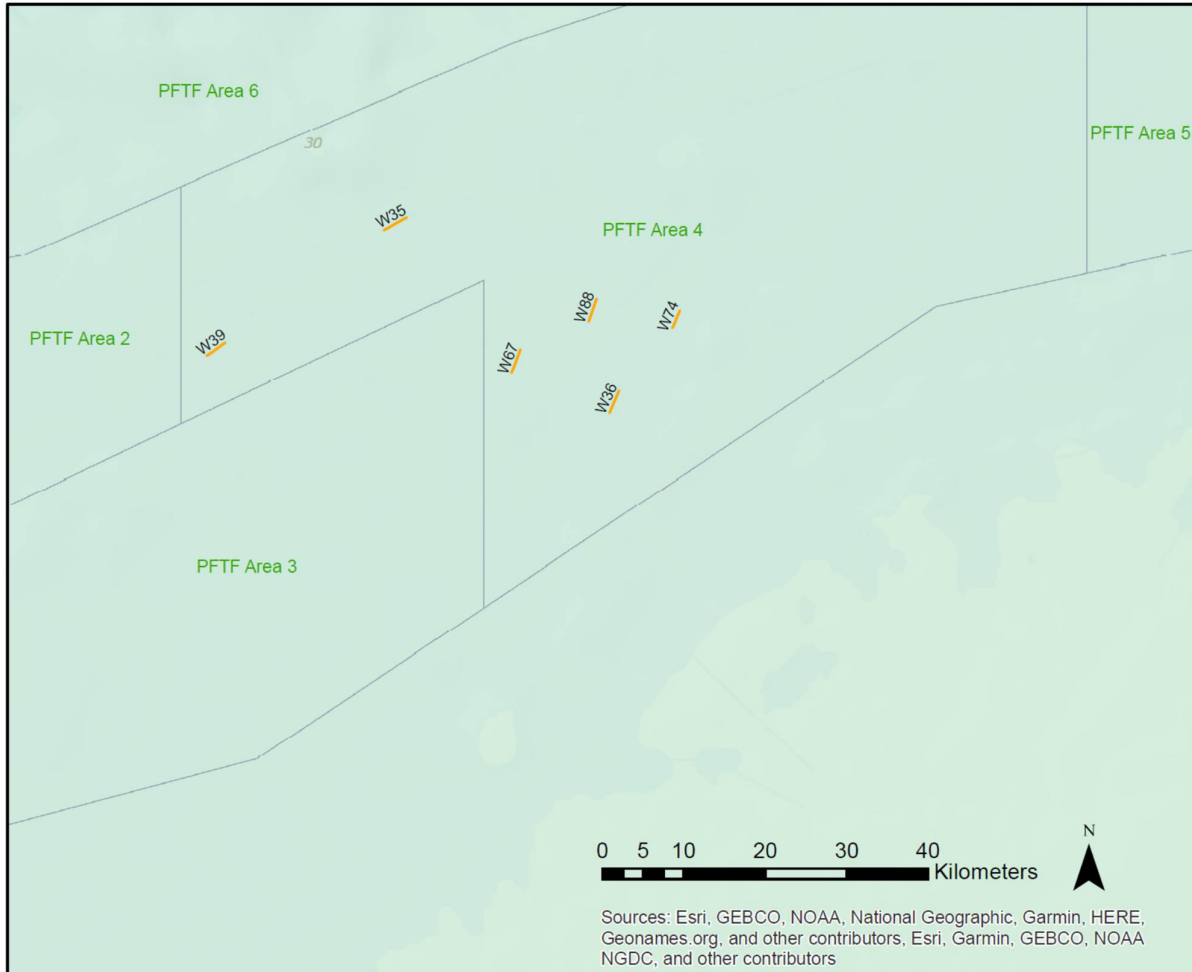 PFTF Area 6
30
PFTF Area 5
W35
PFTF Area 4
W88
W74
PFTF Area 2
W39
W67
W36
PFTF Area 3
N
0 5 10 20 30 40
Kilometers
Sources: Esri, GEBCO, NOAA, National Geographic, Garmin, HERE,
Geonames.org, and other contributors, Esri, Garmin, GEBCO, NOAA
NGDC, and other contributors